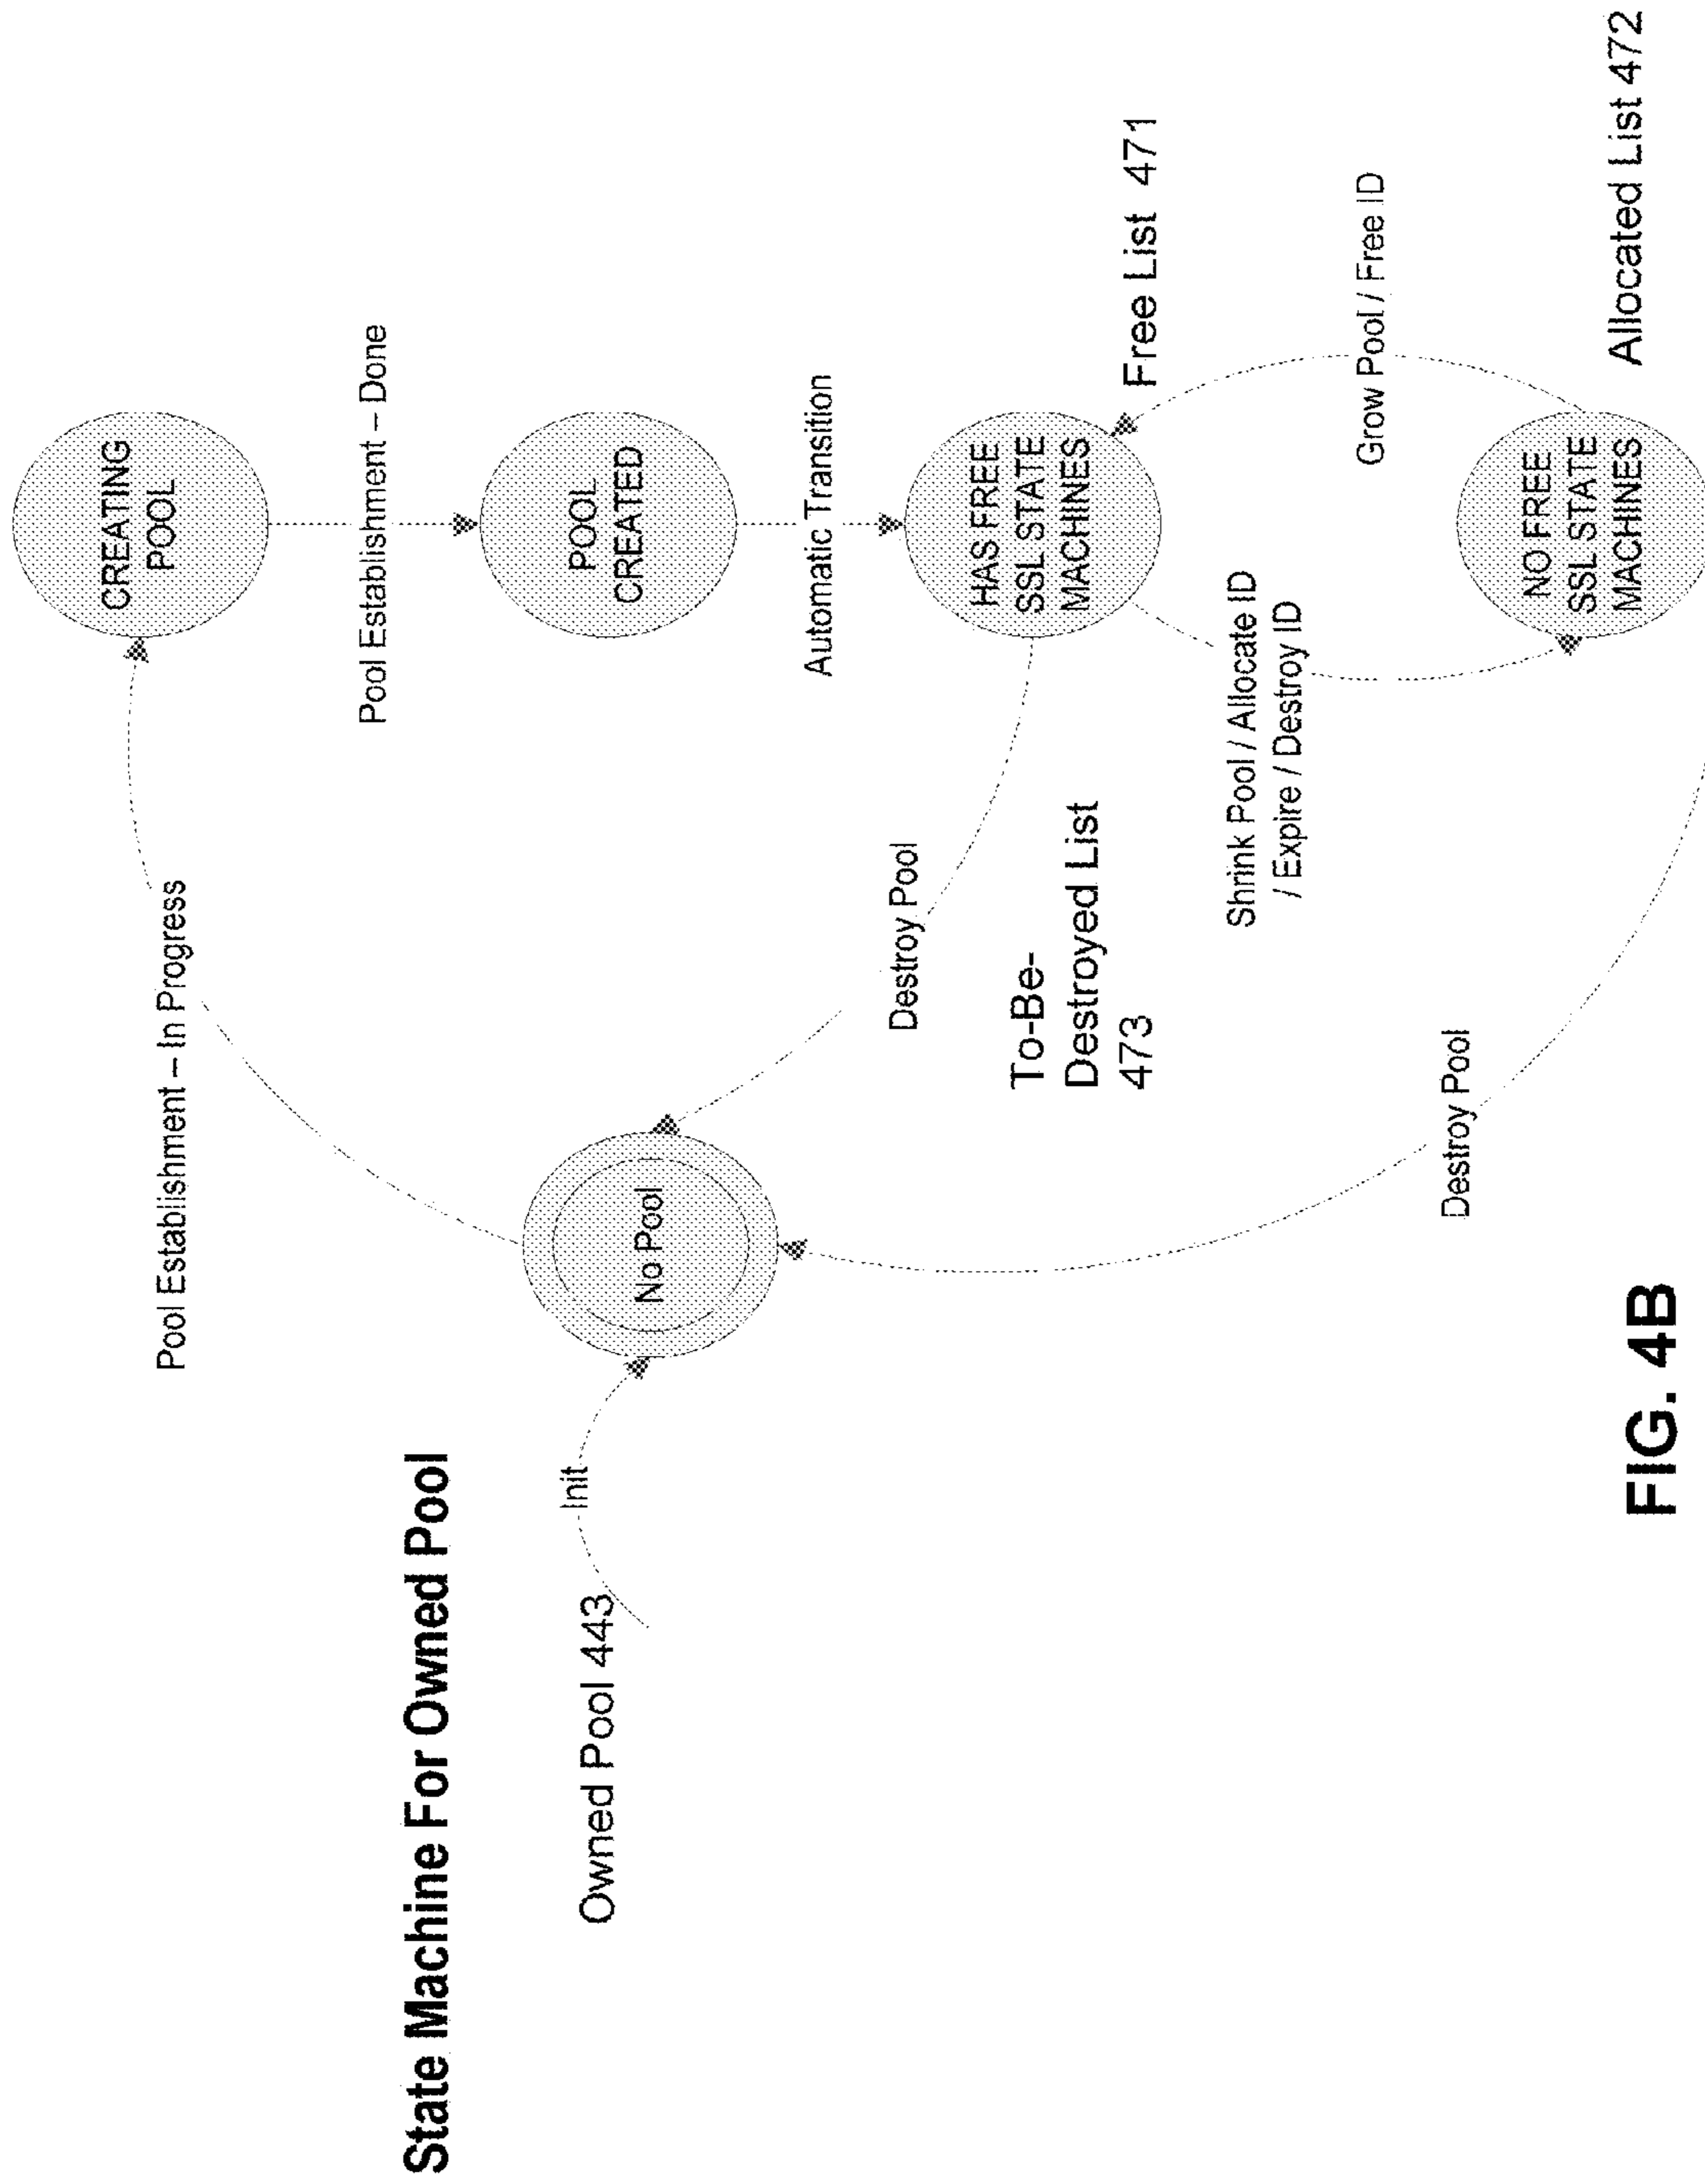 State Machine For Owned Pool
Owned Pool 443
Init
No Pool
Pool Establishment – In Progress
CREATING
POOL
Pool Establishment – Done
POOL
CREATED
Automatic Transition
HAS FREE
SSL STATE
MACHINES
Free List 471
Destroy Pool
To-Be-
Destroyed List
473
Shrink Pool / Allocate ID
/ Expire / Destroy ID
Grow Pool / Free ID
NO FREE
SSL STATE
MACHINES
Allocated List 472
Destroy Pool
FIG. 4B